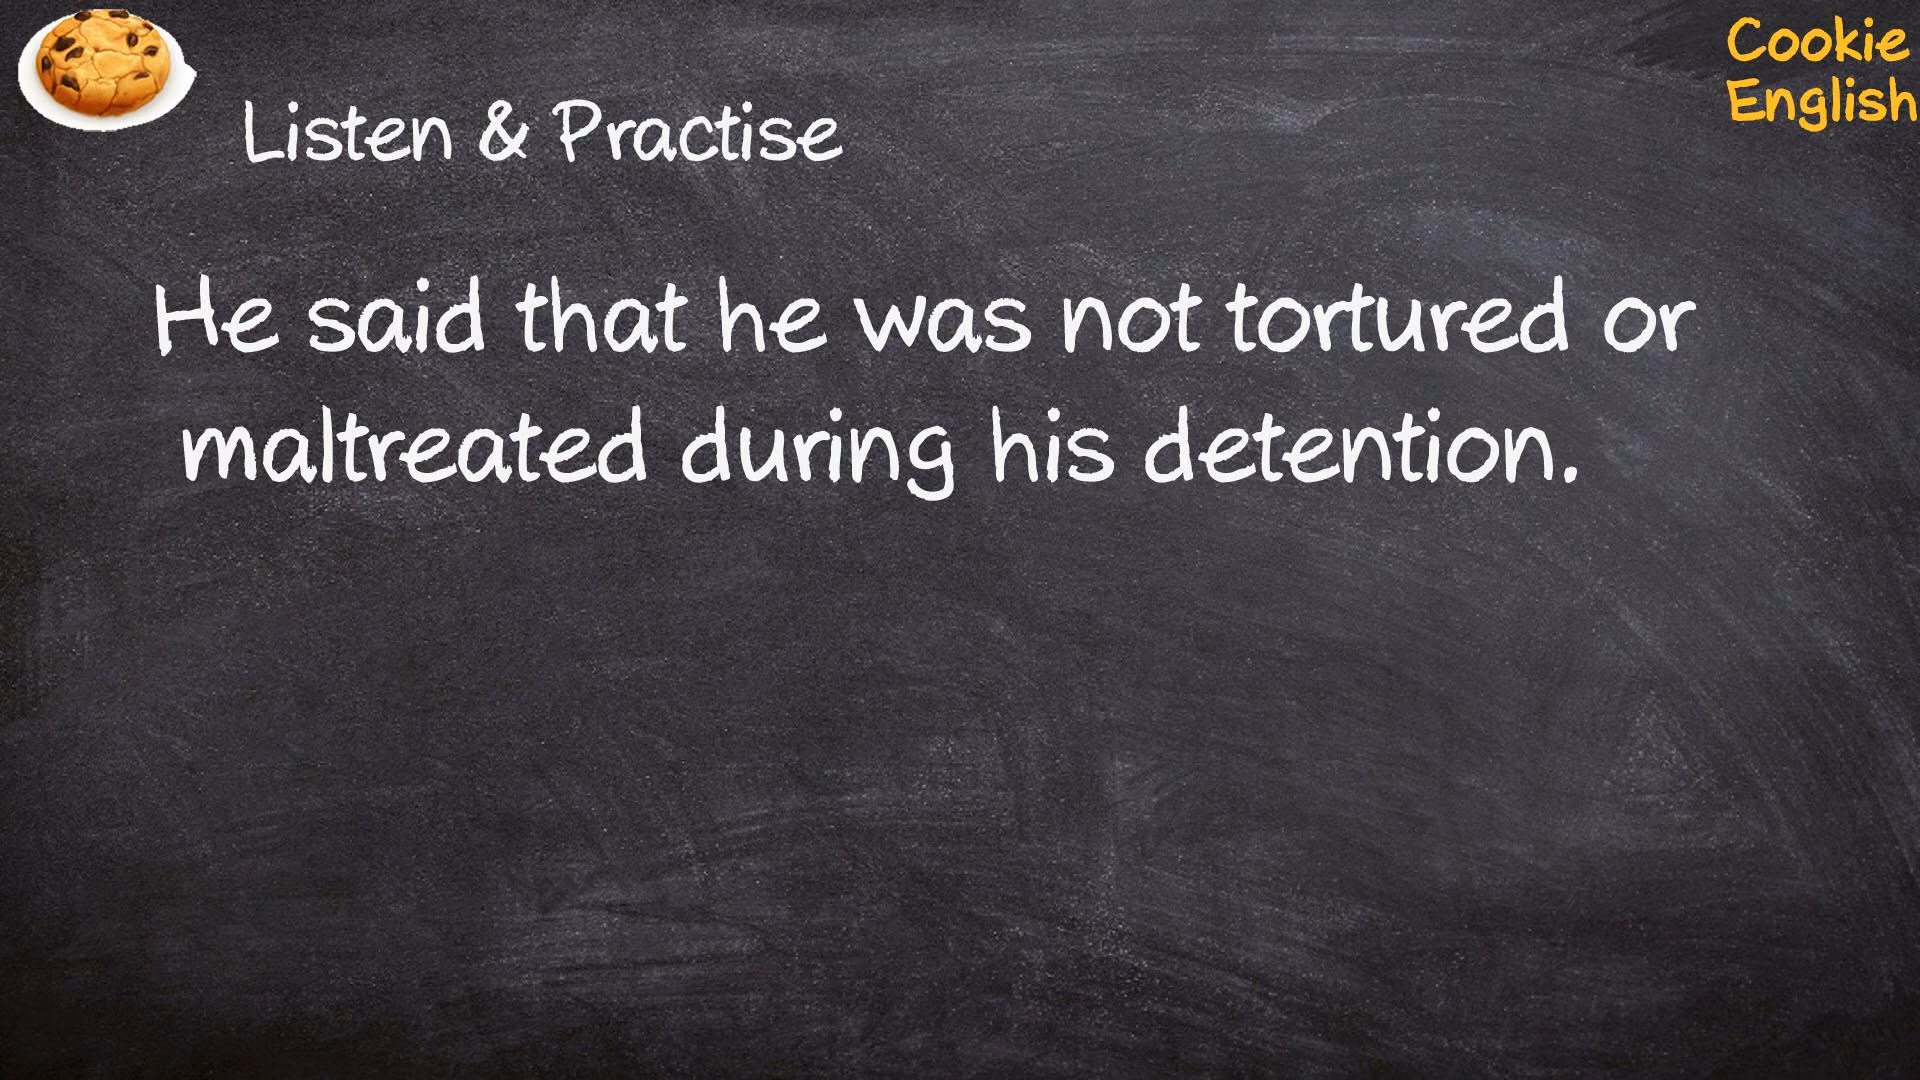 Cookie
English
Listen & Practise
He said that he was not tortured or
maltreated during his detention.